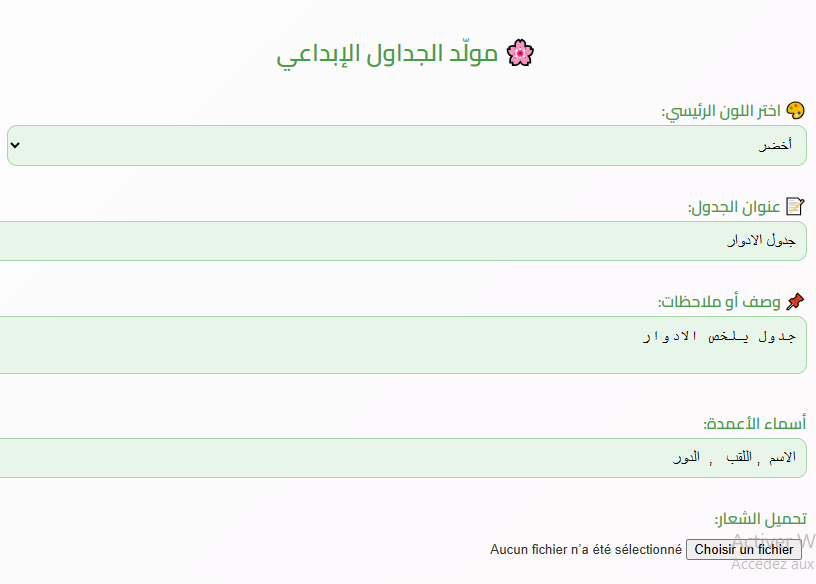 مولّد الجداول الإبداعي
اختر اللون الرئيسي:
أخضر
عنوان الجدول:
جدول الادوار
وصف أو ملاحظات:
جدول يلخص الادوار
أسماء الأعمدة:
الاسم , اللقب , الدور
تحميل الشعار:
Choisir un fichier Aucun fichier n'a été sélectionné
Activer W
Accédez aux